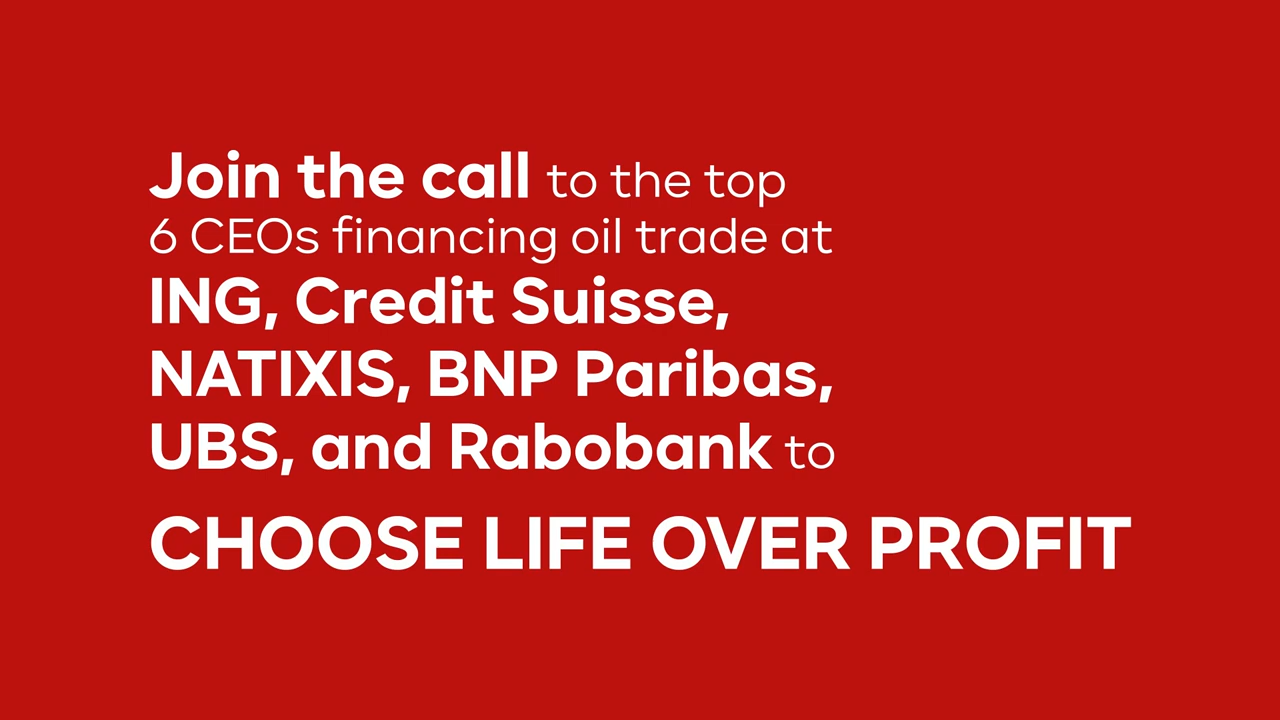 Join the call to the top
6 CEOs financing oil trade at
ING, Credit Suisse,
NATIXIS, BNP Paribas,
UBS, and Rabobank to
CHOOSE LIFE OVER PROFIT